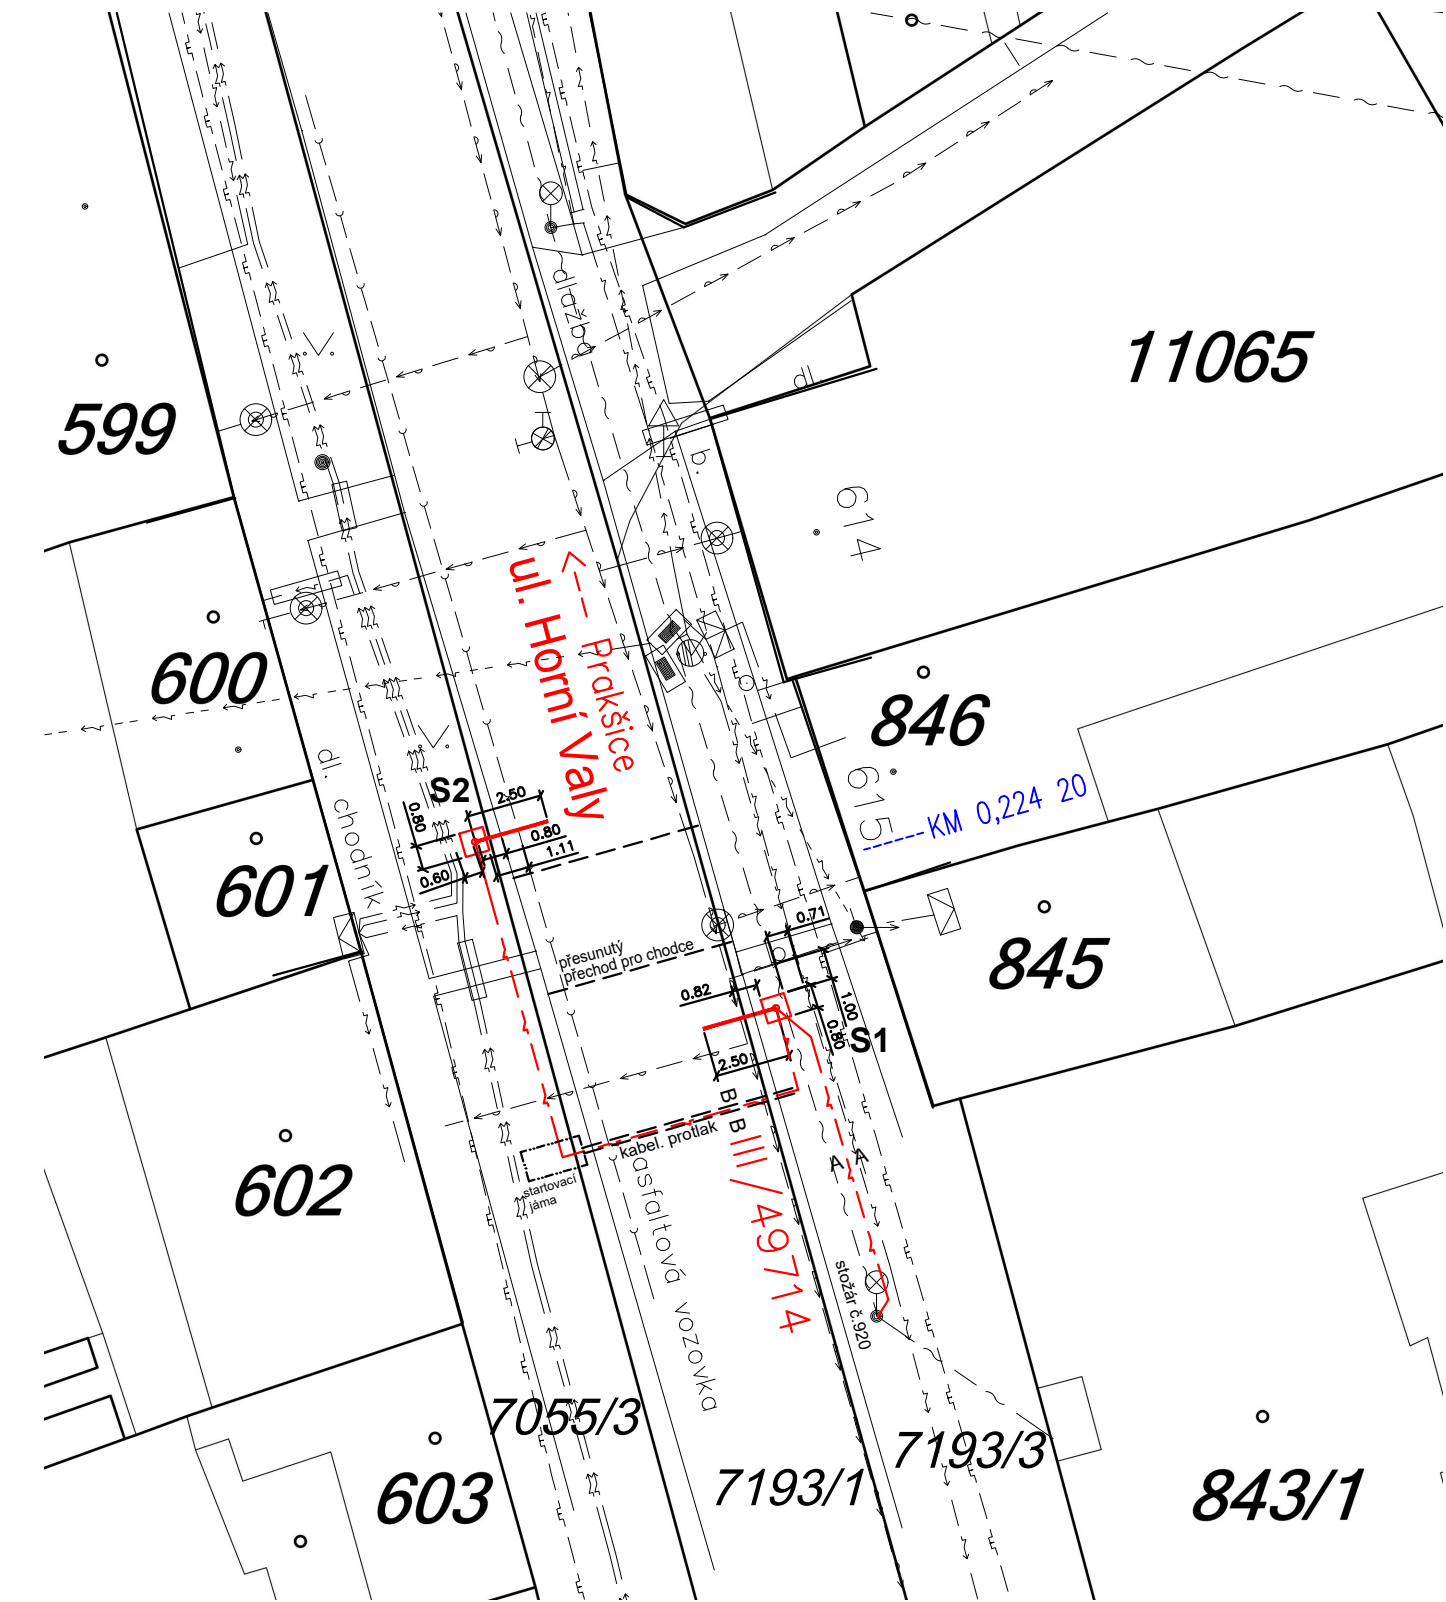 599
11065
614
dlažba
dl
b.
<-- Prakšice
ul. Horní Valy
600
846
615
KM 0,224 20
dl. chodník
S2
2.50
0.80
0.80
1.11
0.60
601
845
přesunutý
přechod pro chodce
0.71
0.82
1.00
0.80
S1
2.50
B B
III/49714
kabel. protlak
startovací
jáma
A A
602
asfaltová vozovka
stožár č.920
7055/3
7193/1
7193/3
603
843/1